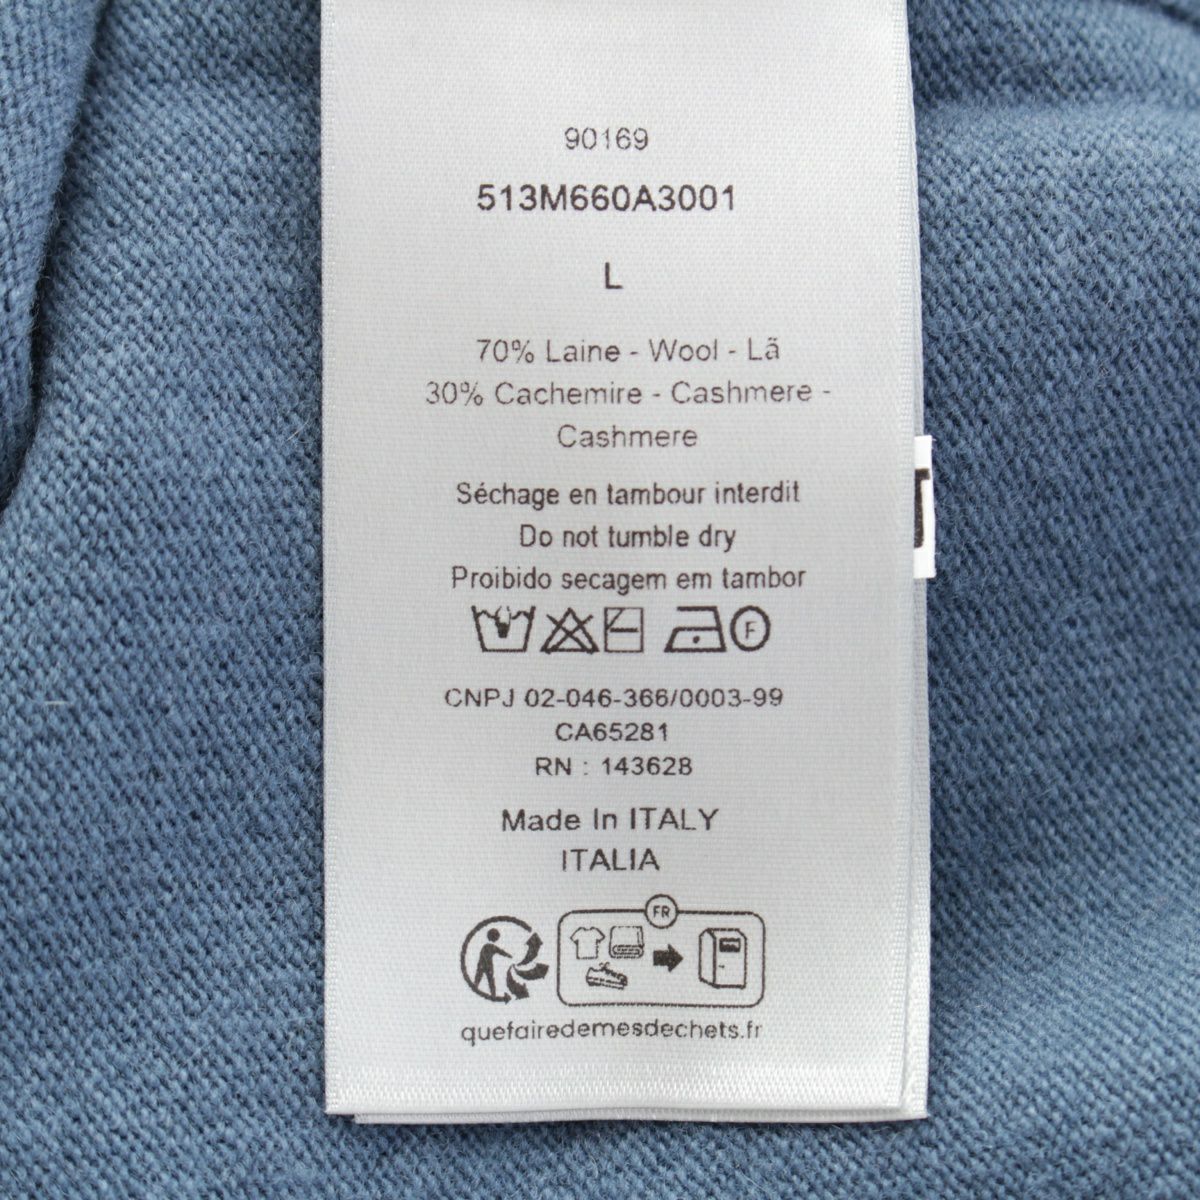 90169
513M660A3001
L
70% Laine - Wool - Lã
30% Cachemire - Cashmere -
Cashmere
Séchage en tambour interdit
Do not tumble dry
Proibido secagem em tambor
F
CNPJ 02-046-366/0003-99
CA65281
RN : 143628
Made In ITALY
ITALIA
FR
quefairedemesdechets.fr